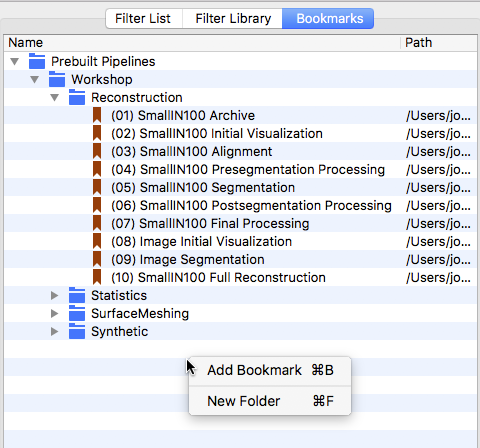 Filter List Filter Library Bookmarks
Name Path
Prebuilt Pipelines
Workshop
Reconstruction
(01) SmallIN100 Archive /Users/jo...
(02) SmallIN100 Initial Visualization /Users/jo...
(03) SmallIN100 Alignment /Users/jo...
(04) SmallIN100 Presegmentation Processing /Users/jo...
(05) SmallIN100 Segmentation /Users/jo...
(06) SmallIN100 Postsegmentation Processing /Users/jo...
(07) SmallIN100 Final Processing /Users/jo...
(08) Image Initial Visualization /Users/jo...
(09) Image Segmentation /Users/jo...
(10) SmallIN100 Full Reconstruction /Users/jo...
Statistics
SurfaceMeshing
Synthetic
Add Bookmark ⌘B
New Folder ⌘F